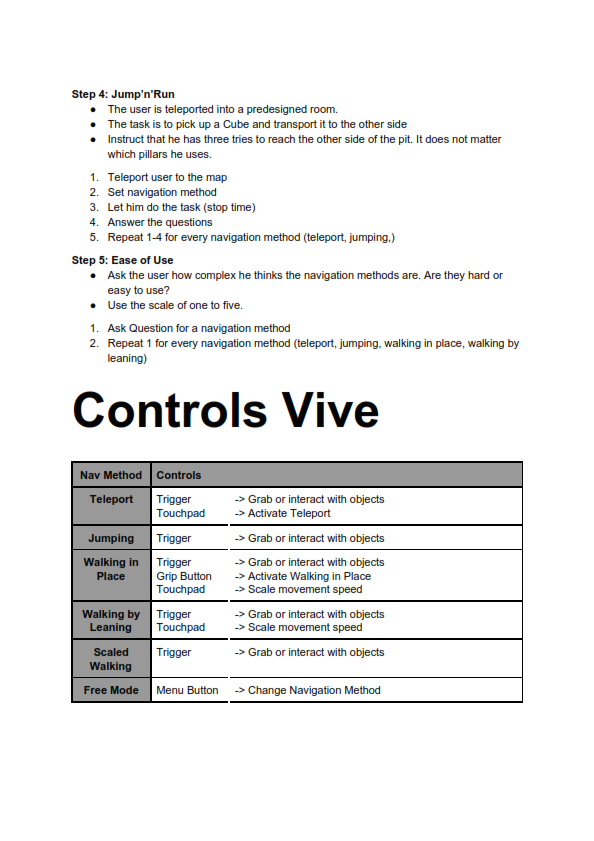 Step 4: Jump’n’Run
● The user is teleported into a predesigned room.
● The task is to pick up a Cube and transport it to the other side
● Instruct that he has three tries to reach the other side of the pit. It does not matter
which pillars he uses.
1. Teleport user to the map
2. Set navigation method
3. Let him do the task (stop time)
4. Answer the questions
5. Repeat 1-4 for every navigation method (teleport, jumping,)
Step 5: Ease of Use
● Ask the user how complex he thinks the navigation methods are. Are they hard or
easy to use?
● Use the scale of one to five.
1. Ask Question for a navigation method
2. Repeat 1 for every navigation method (teleport, jumping, walking in place, walking by
leaning)
Controls Vive
Nav Method Controls
Teleport Trigger -> Grab or interact with objects
Touchpad -> Activate Teleport
Jumping Trigger -> Grab or interact with objects
Walking in Trigger -> Grab or interact with objects
Place Grip Button -> Activate Walking in Place
Touchpad -> Scale movement speed
Walking by Trigger -> Grab or interact with objects
Leaning Touchpad -> Scale movement speed
Scaled Trigger -> Grab or interact with objects
Walking
Free Mode Menu Button -> Change Navigation Method